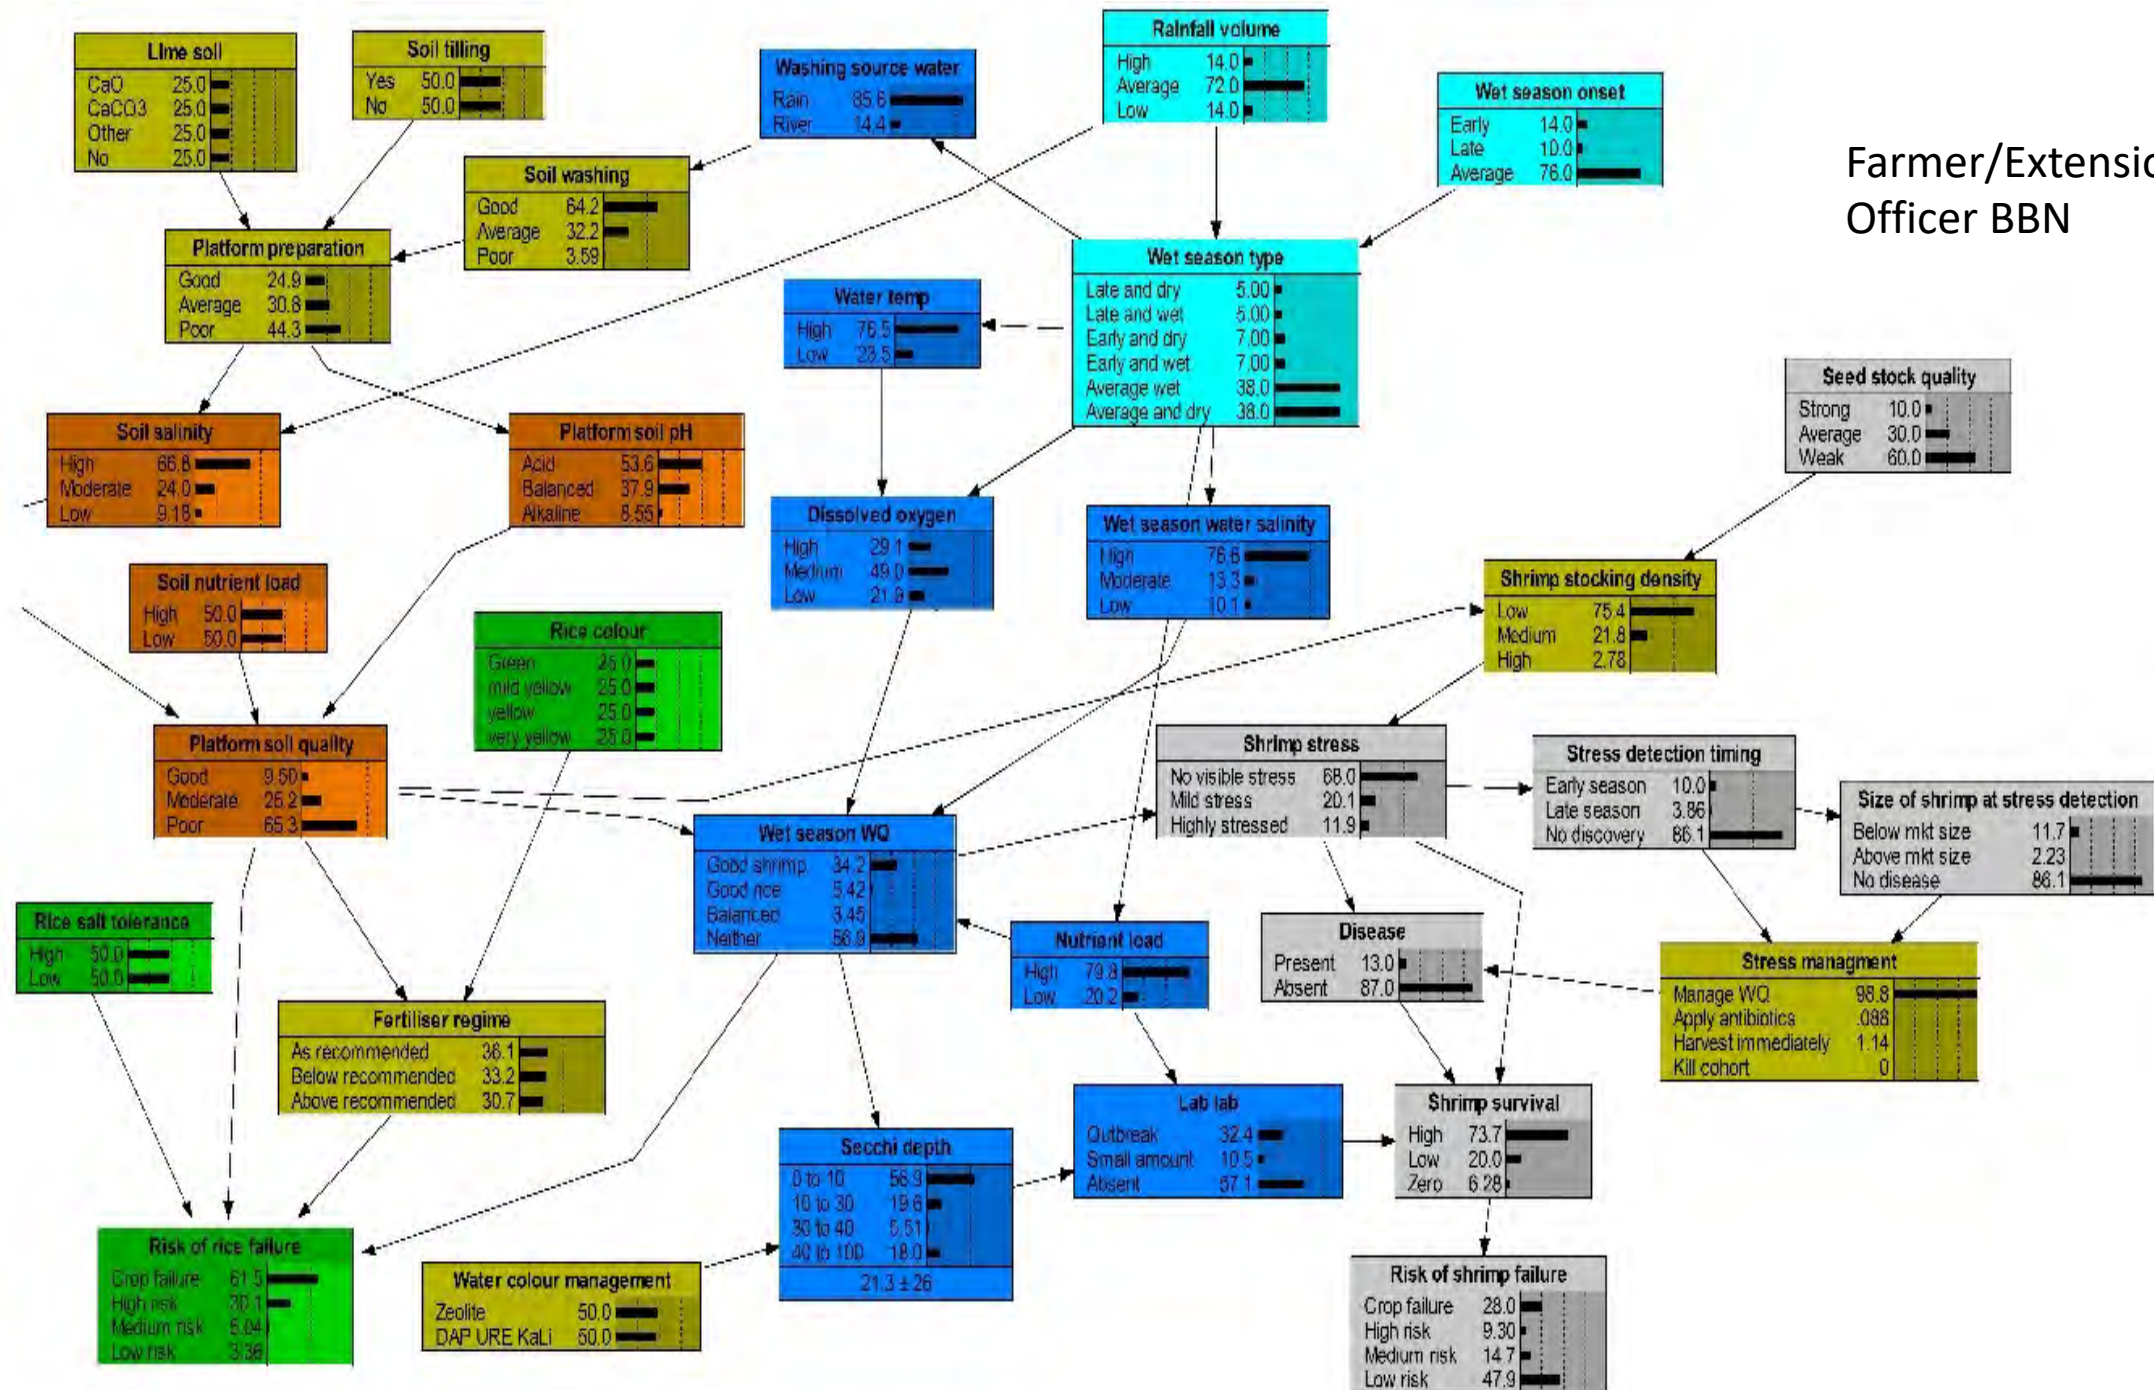 Lime soil
CaO 25.0
CaCO3 25.0
Other 25.0
No 25.0
Soil tilling
Yes 50.0
No 50.0
Washing source water
Rain 85.6
River 14.4
Rainfall volume
High 14.0
Average 72.0
Low 14.0
Wet season onset
Early 14.0
Late 10.0
Average 76.0
Farmer/Extensio
Officer BBN
Soil washing
Good 64.2
Average 32.2
Poor 3.59
Platform preparation
Good 24.9
Average 30.8
Poor 44.3
Water temp
High 76.5
Low 23.5
Wet season type
Late and dry 5.00
Late and wet 5.00
Early and dry 7.00
Early and wet 7.00
Average wet 38.0
Average and dry 38.0
Seed stock quality
Strong 10.0
Average 30.0
Weak 60.0
Soil salinity
High 66.8
Moderate 24.0
Low 9.18
Platform soil pH
Acid 53.6
Balanced 37.9
Alkaline 8.55
Dissolved oxygen
High 29.1
Medium 49.0
Low 21.9
Wet season water salinity
High 76.6
Moderate 13.3
Low 10.1
Shrimp stocking density
Low 75.4
Medium 21.8
High 2.78
Soil nutrient load
High 50.0
Low 50.0
Rice colour
Green 25.0
mild yellow 25.0
yellow 25.0
very yellow 25.0
Platform soil quality
Good 9.50
Moderate 25.2
Poor 65.3
Shrimp stress
No visible stress 68.0
Mild stress 20.1
Highly stressed 11.9
Stress detection timing
Early season 10.0
Late season 3.86
No discovery 86.1
Size of shrimp at stress detection
Below mkt size 11.7
Above mkt size 2.23
No disease 86.1
Wet season WQ
Good shrimp 34.2
Good rice 5.42
Balanced 3.45
Neither 56.9
Rice salt tolerance
High 50.0
Low 50.0
Nutrient load
High 79.8
Low 20.2
Disease
Present 13.0
Absent 87.0
Stress managment
Manage WQ 98.8
Apply antibiotics .088
Harvest immediately 1.14
Kill cohort 0
Fertiliser regime
As recommended 36.1
Below recommended 33.2
Above recommended 30.7
Secchi depth
0 to 10 56.9
10 to 30 19.6
30 to 40 5.51
40 to 100 18.0
21.3 ± 26
Lab lab
Outbreak 32.4
Small amount 10.5
Absent 57.1
Shrimp survival
High 73.7
Low 20.0
Zero 6.28
Risk of rice failure
Crop failure 61.5
High risk 30.1
Medium risk 5.04
Low risk 3.36
Water colour management
Zeolite 50.0
DAP URE KaLi 50.0
Risk of shrimp failure
Crop failure 28.0
High risk 9.30
Medium risk 14.7
Low risk 47.9